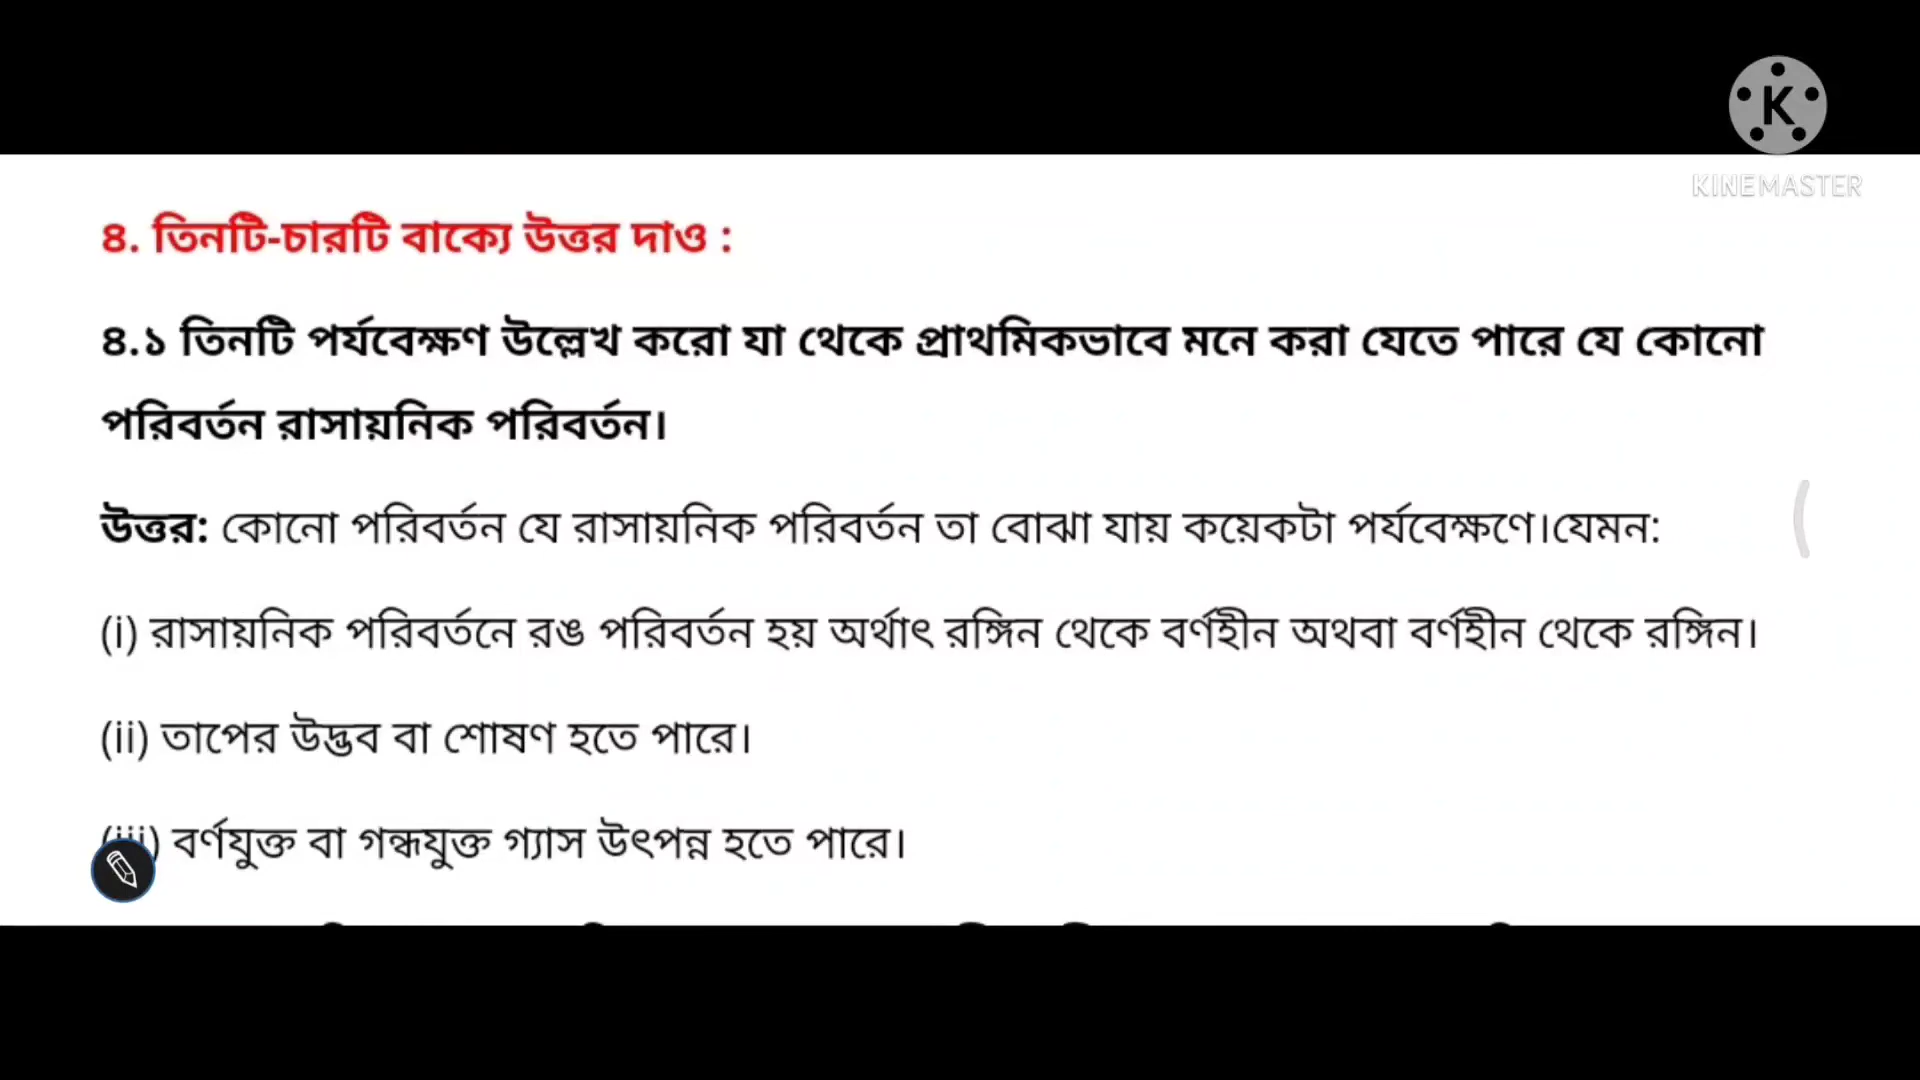 K
KINEMASTER
৪. তিনটি-চারটি বাক্যে উত্তর দাও :
৪.১ তিনটি পর্যবেক্ষণ উল্লেখ করো যা থেকে প্রাথমিকভাবে মনে করা যেতে পারে যে কোনো
পরিবর্তন রাসায়নিক পরিবর্তন।
উত্তর: কোনো পরিবর্তন যে রাসায়নিক পরিবর্তন তা বোঝা যায় কয়েকটা পর্যবেক্ষণে।যেমন:
(i) রাসায়নিক পরিবর্তনে রঙ পরিবর্তন হয় অর্থাৎ রঙ্গিন থেকে বর্ণহীন অথবা বর্ণহীন থেকে রঙ্গিন।
(ii) তাপের উদ্ভব বা শোষণ হতে পারে।
(iii) বর্ণযুক্ত বা গন্ধযুক্ত গ্যাস উৎপন্ন হতে পারে।